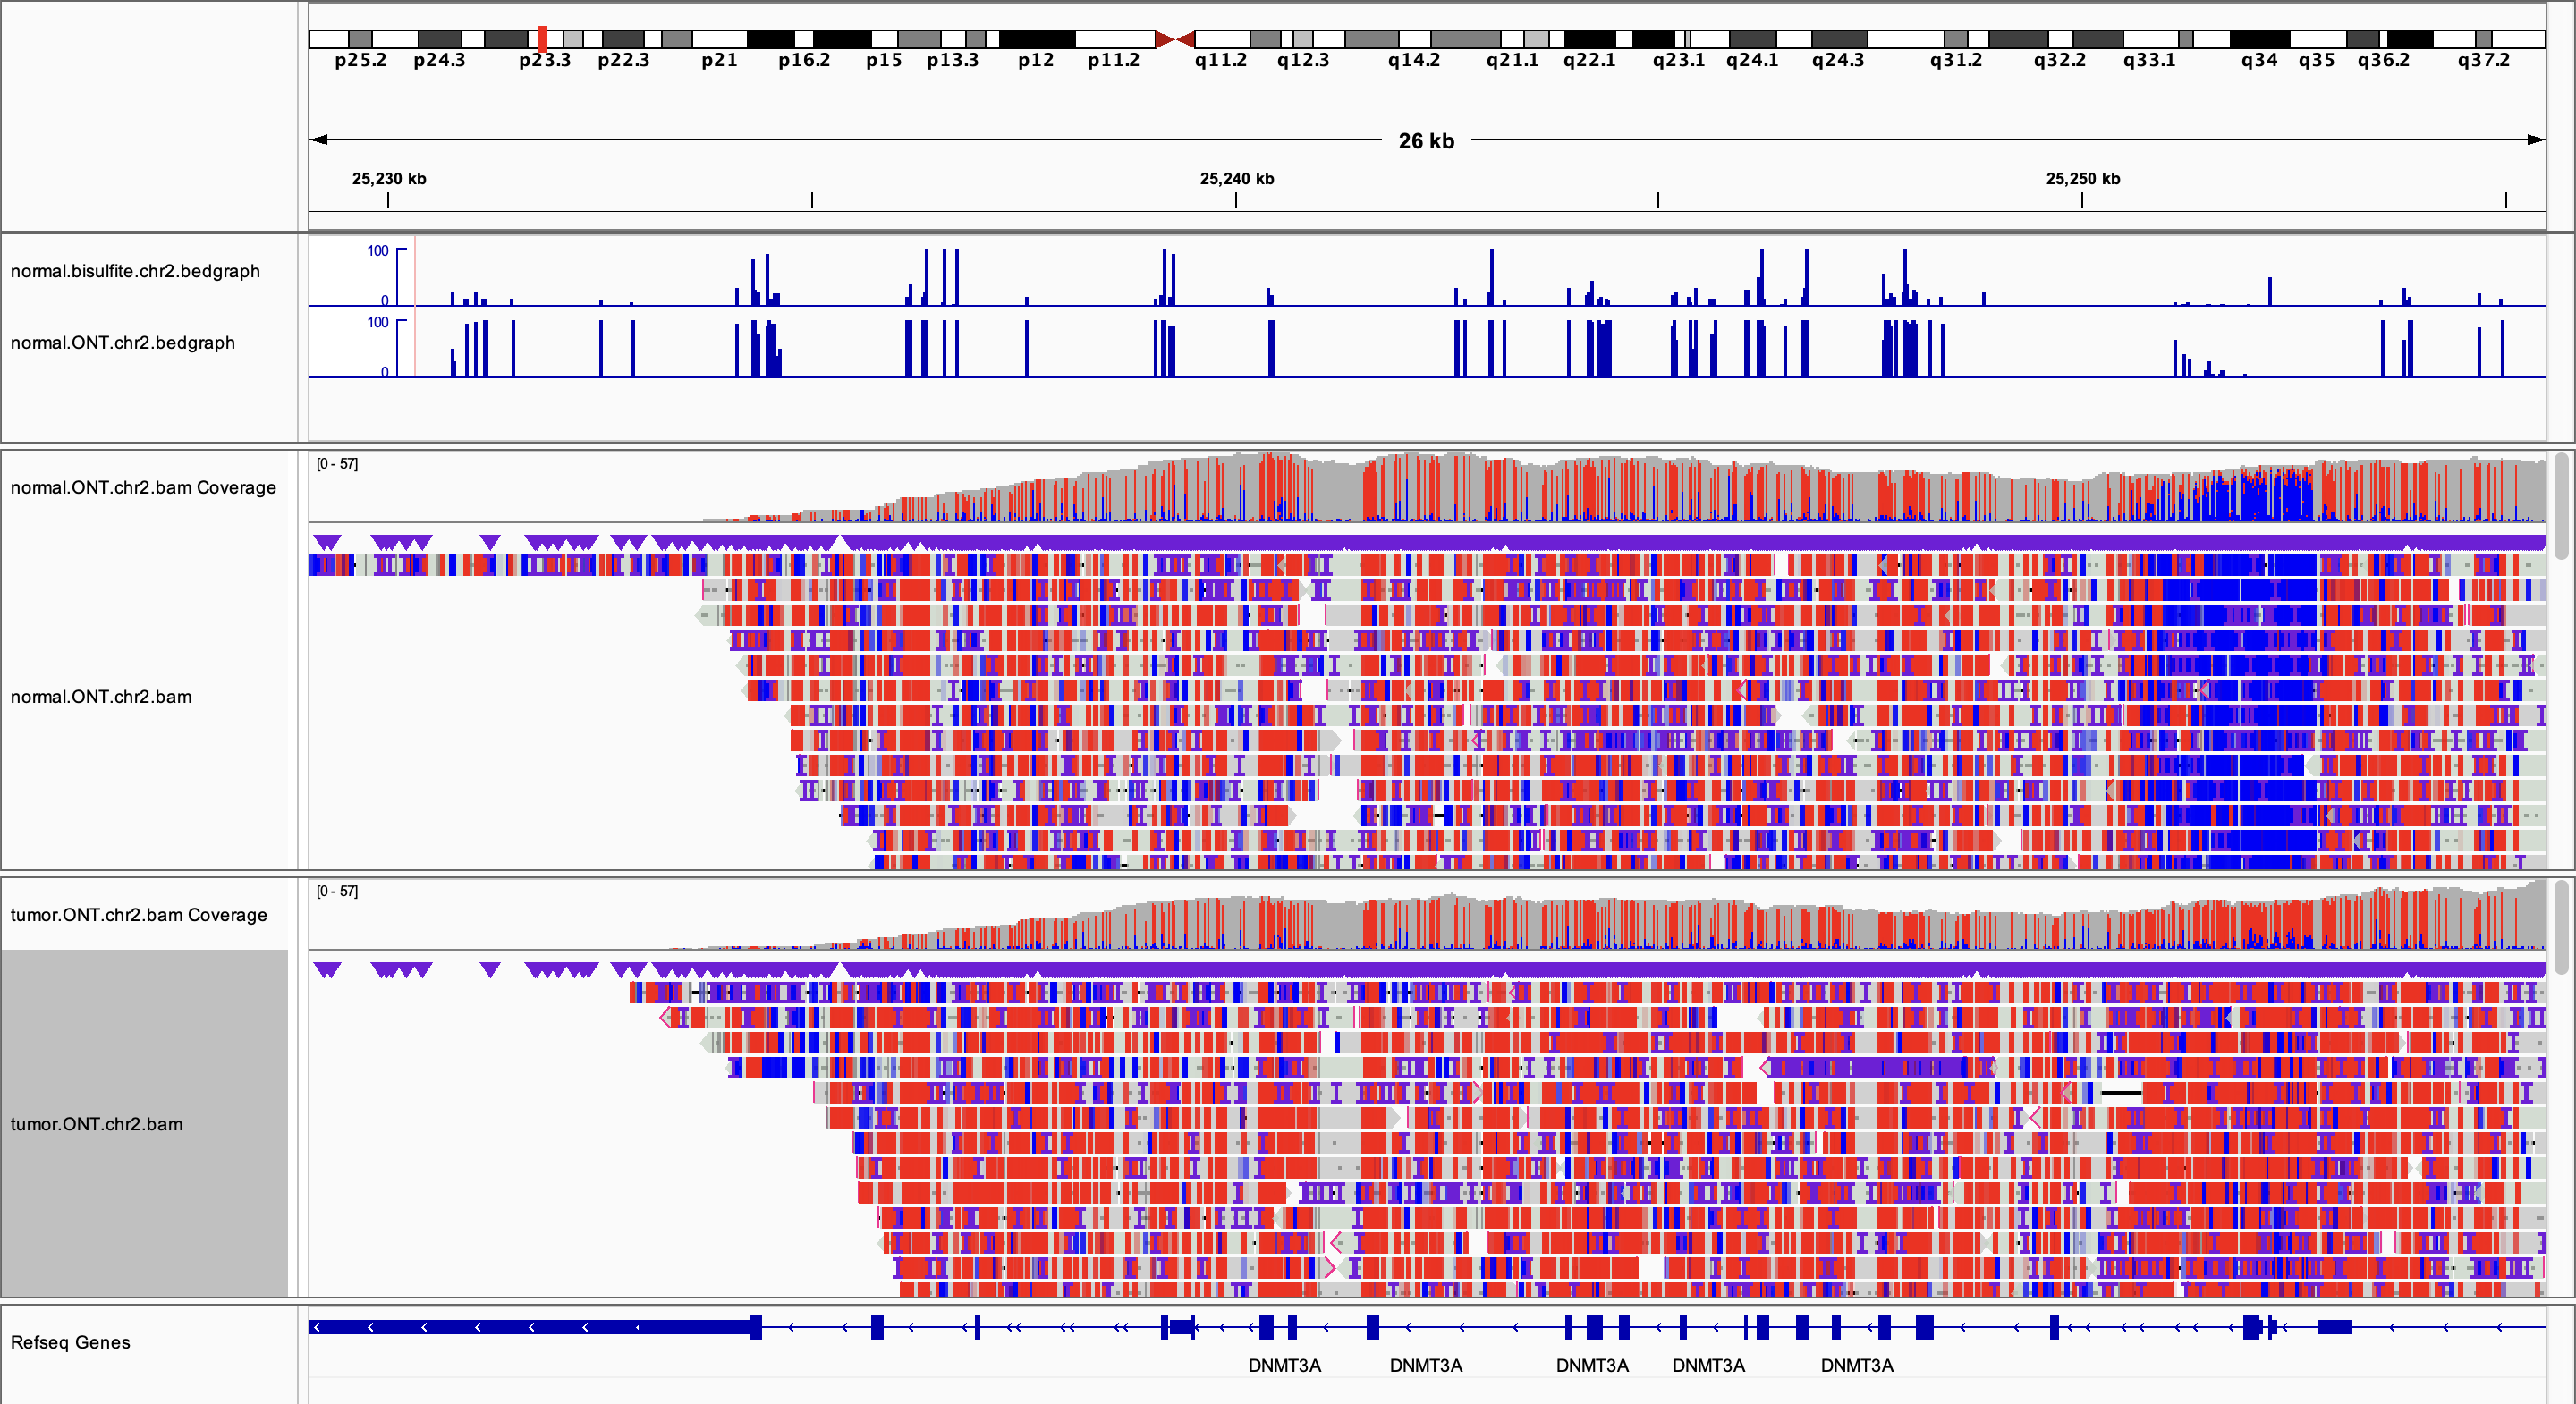 p25.2 p24.3 p23.3 p22.3 p21 p16.2 p15 p13.3 p12 p11.2 q11.2 q12.3 q14.2 q21.1 q22.1 q23.1 q24.1 q24.3 q31.2 q32.2 q33.1 q34 q35 q36.2 q37.2
26 kb
25,230 kb 25,240 kb 25,250 kb
100
normal.bisulfite.chr2.bedgraph
0
100
normal.ONT.chr2.bedgraph
0
[0 - 57]
normal.ONT.chr2.bam Coverage
normal.ONT.chr2.bam
[0 - 57]
tumor.ONT.chr2.bam Coverage
tumor.ONT.chr2.bam
Refseq Genes
DNMT3A DNMT3A DNMT3A DNMT3A DNMT3A